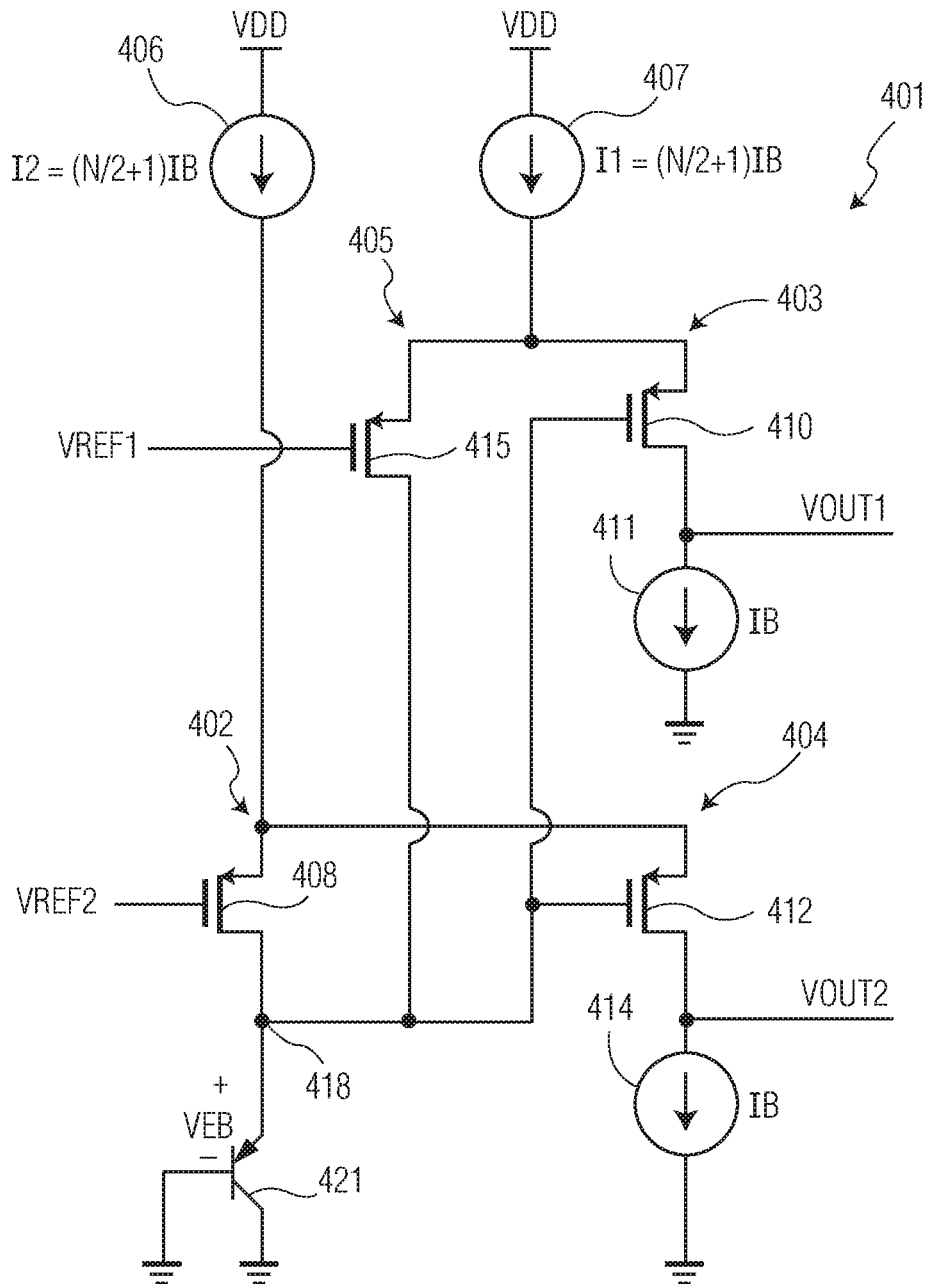 VDD VDD
406 407 401
I2 = (N/2+1)IB I1 = (N/2+1)IB
405 403
VREF1 415 410
VOUT1
411
IB
402 404
VREF2 408 412
VOUT2
414
418
+
VEB IB
–
421